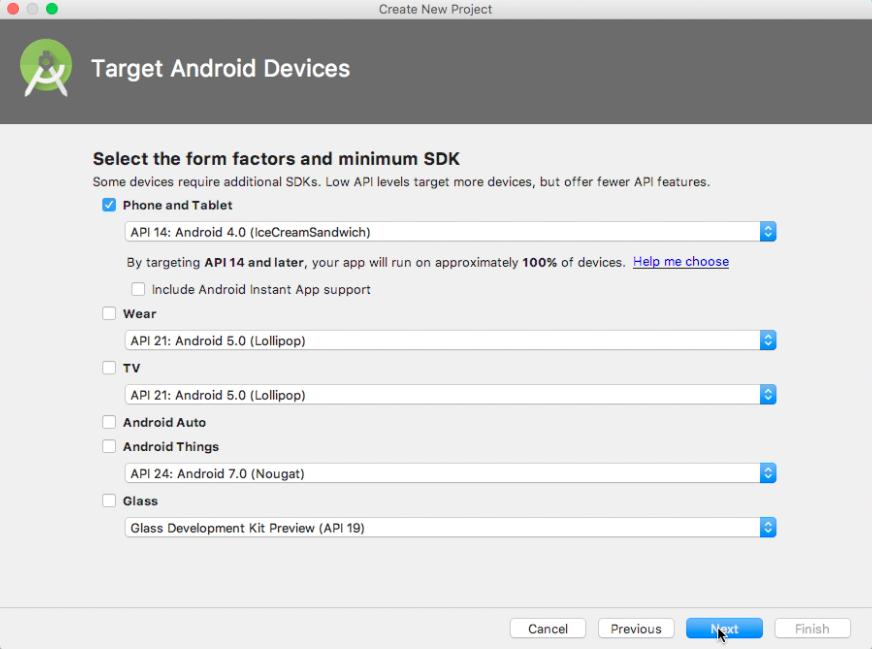 Create New Project
Target Android Devices
Select the form factors and minimum SDK
Some devices require additional SDKs. Low API levels target more devices, but offer fewer API features.
Phone and Tablet
API 14: Android 4.0 (IceCreamSandwich)
By targeting API 14 and later, your app will run on approximately 100% of devices. Help me choose
Include Android Instant App support
Wear
API 21: Android 5.0 (Lollipop)
TV
API 21: Android 5.0 (Lollipop)
Android Auto
Android Things
API 24: Android 7.0 (Nougat)
Glass
Glass Development Kit Preview (API 19)
Cancel Previous Next Finish